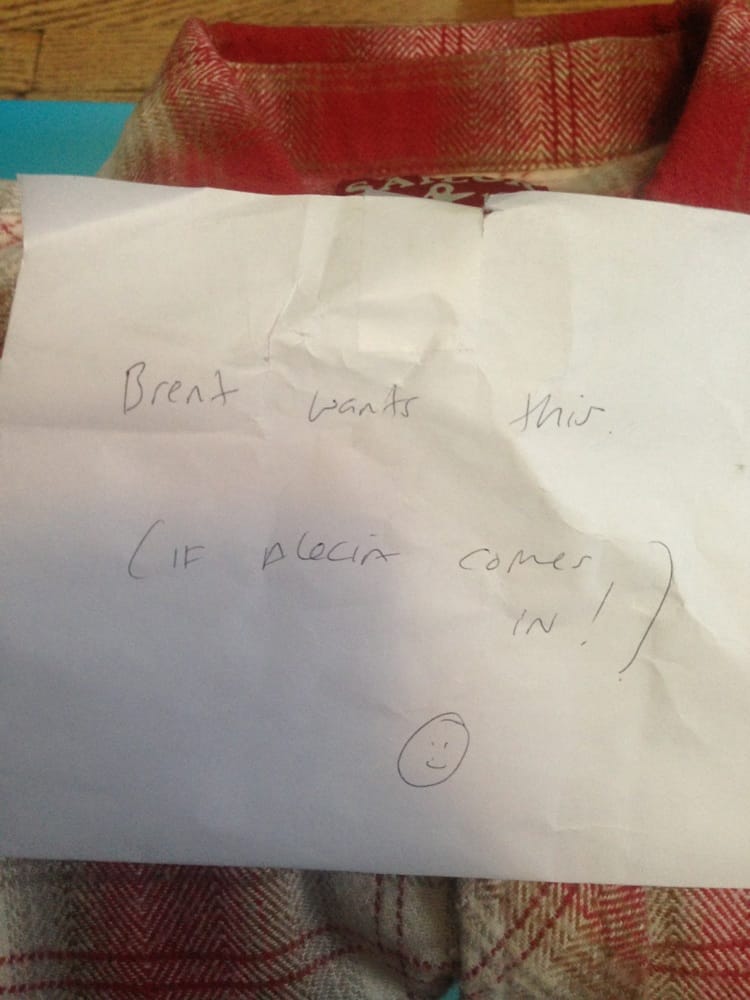 Brent wants this.
(IF Alecia comes
IN!)